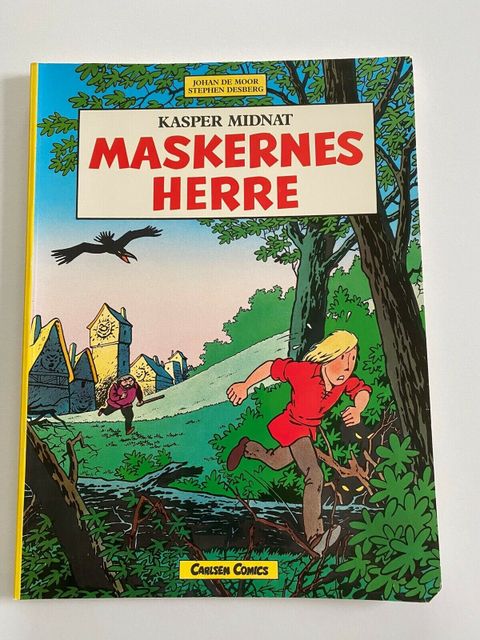 JOHAN DE MOOR
STEPHEN DESBERG
KASPER MIDNAT
MASKERNES
HERRE
CARLSEN COMICS